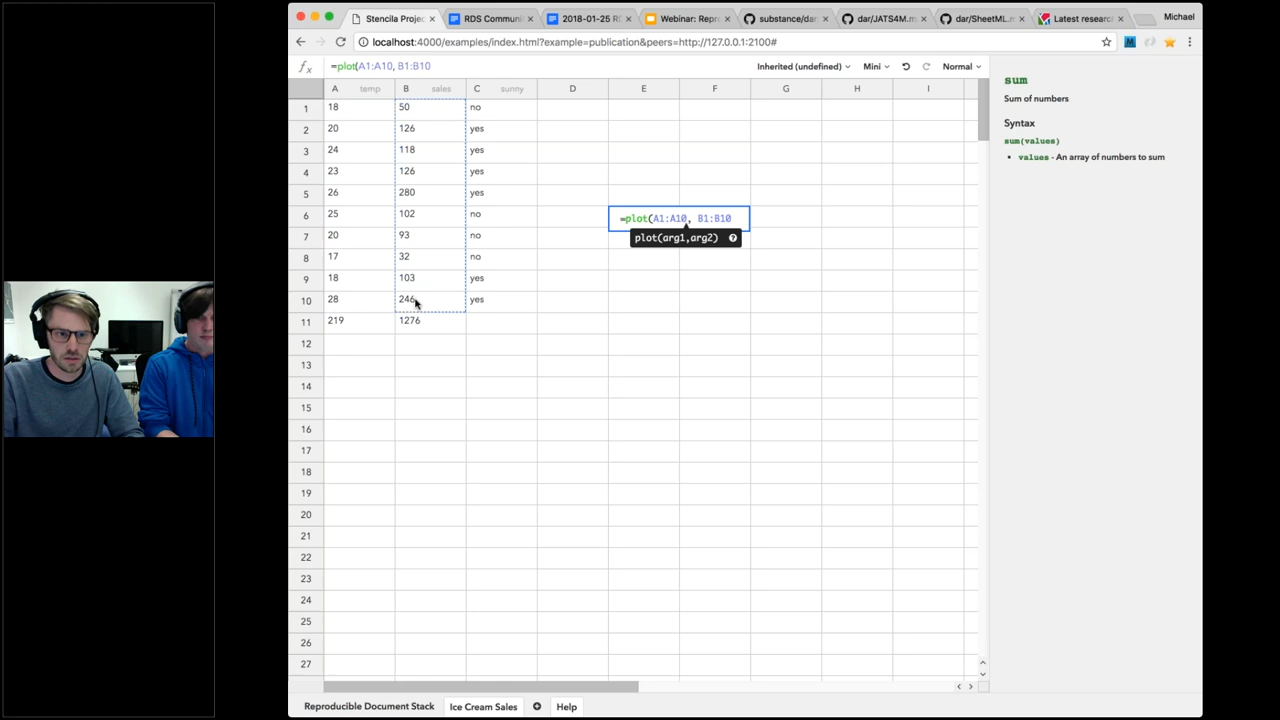 Stencila Projec
RDS Communi
2018-01-25 R
Webinar: Repr
substance/dar
dar/JATS4M.m
dar/SheetML.m
Latest researc
Michael
localhost:4000/examples/index.html?example=publication&peers=http://127.0.0.1:2100#
fx =plot(A1:A10, B1:B10
Inherited (undefined) Mini Normal
A temp B sales C sunny D E F G H I
1 18 50 no
2 20 126 yes
3 24 118 yes
4 23 126 yes
5 26 280 yes
6 25 102 no
=plot(A1:A10, B1:B10
7 20 93 no
plot(arg1,arg2) ?
8 17 32 no
9 18 103 yes
10 28 246 yes
11 219 1276
12
13
14
15
16
17
18
19
20
21
22
23
24
25
26
27
sum
Sum of numbers
Syntax
sum(values)
• values - An array of numbers to sum
Reproducible Document Stack Ice Cream Sales Help